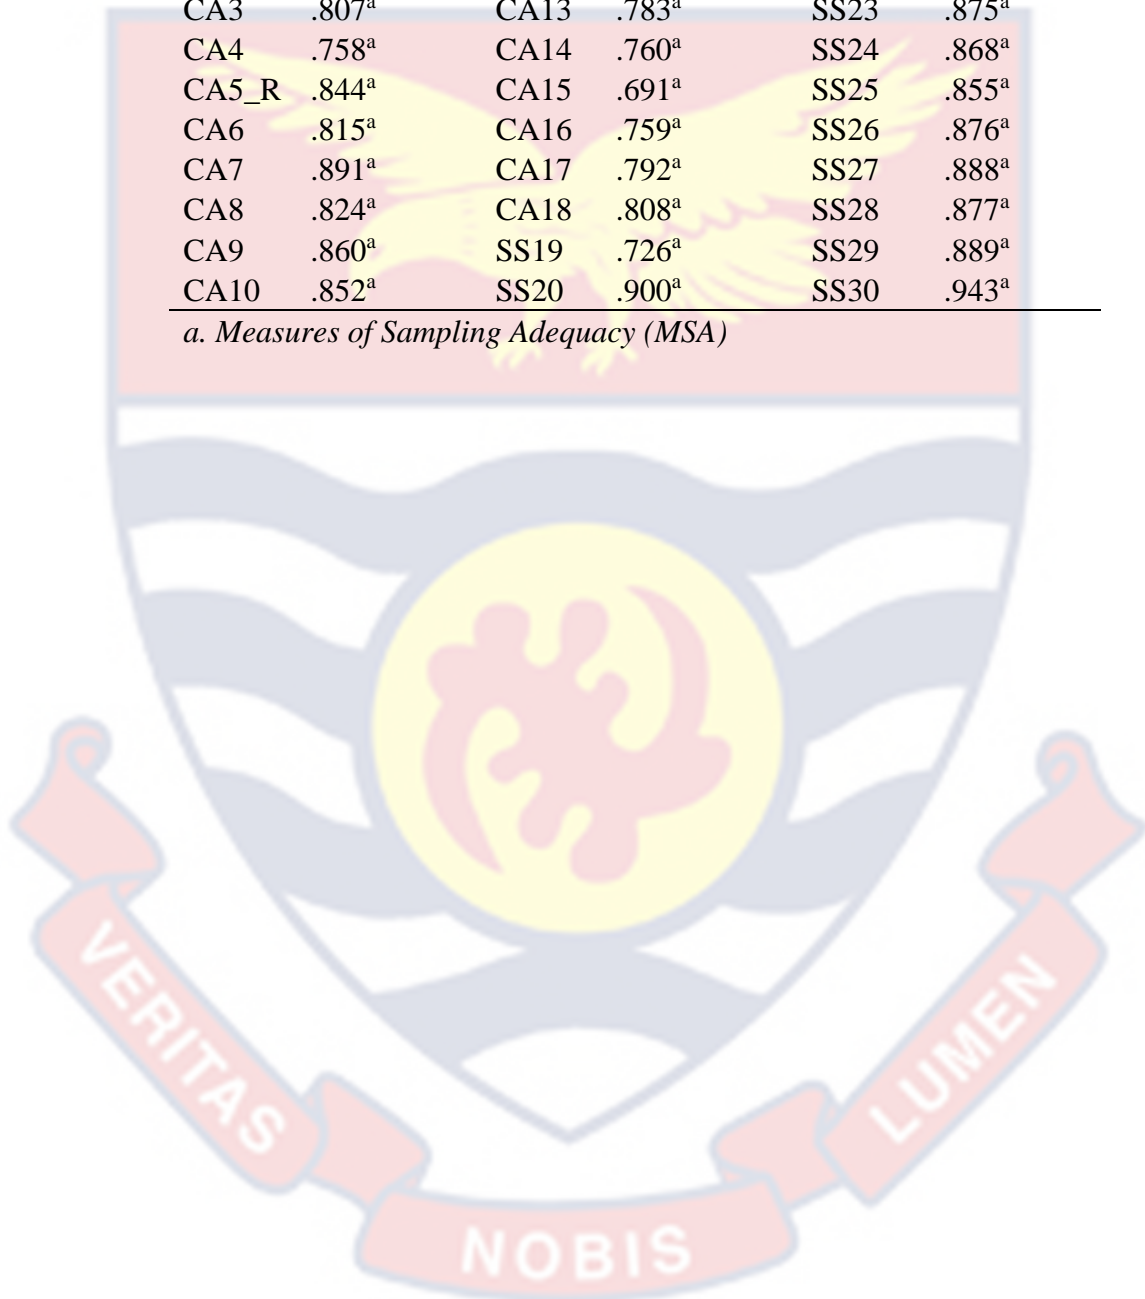 CA3 .807ᵃ CA13 .783ᵃ SS23 .875ᵃ
CA4 .758ᵃ CA14 .760ᵃ SS24 .868ᵃ
CA5_R .844ᵃ CA15 .691ᵃ SS25 .855ᵃ
CA6 .815ᵃ CA16 .759ᵃ SS26 .876ᵃ
CA7 .891ᵃ CA17 .792ᵃ SS27 .888ᵃ
CA8 .824ᵃ CA18 .808ᵃ SS28 .877ᵃ
CA9 .860ᵃ SS19 .726ᵃ SS29 .889ᵃ
CA10 .852ᵃ SS20 .900ᵃ SS30 .943ᵃ
a. Measures of Sampling Adequacy (MSA)
VERITAS
NOBIS
LUMEN